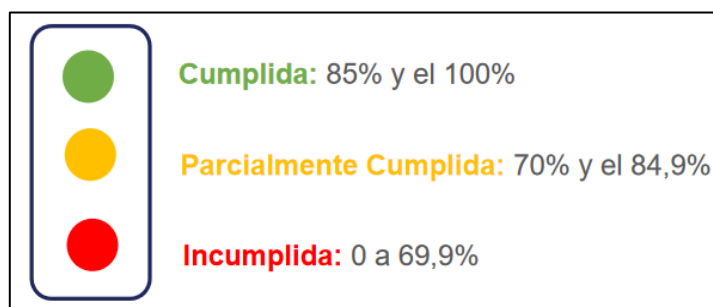 Cumplida: 85% y el 100%
Parcialmente Cumplida: 70% y el 84,9%
Incumplida: 0 a 69,9%